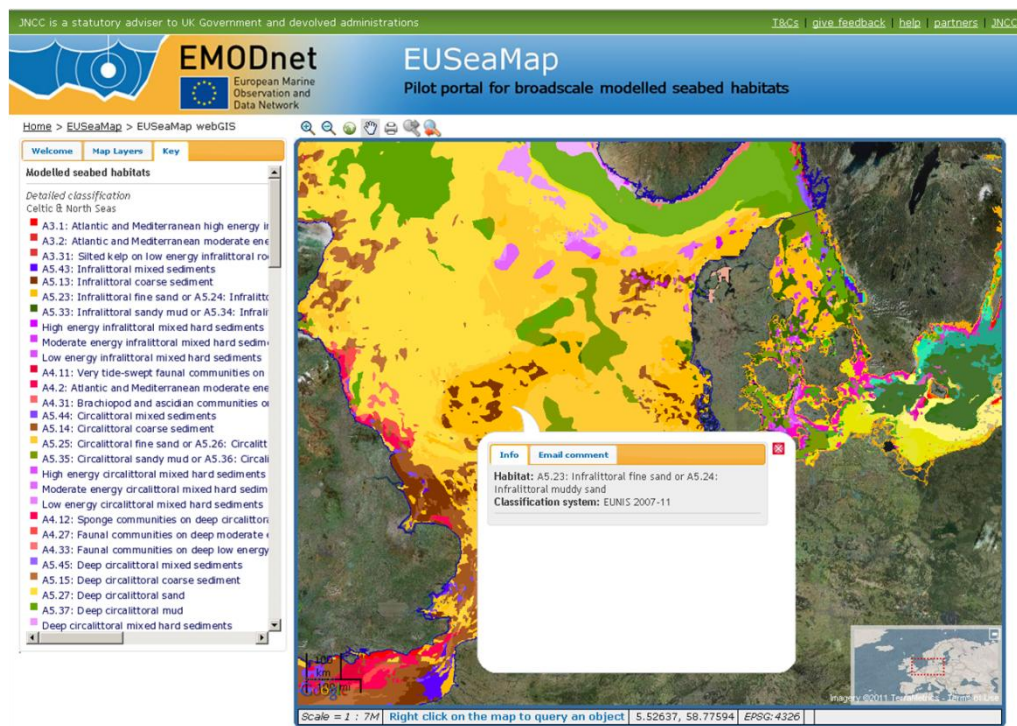 JNCC is a statutory adviser to UK Government and devolved administrations
T&Cs | give feedback | help | partners | JNCC
EMODnet
European Marine
Observation and
Data Network
EUSeaMap
Pilot portal for broadscale modelled seabed habitats
Home > EUSeaMap > EUSeaMap webGIS
Welcome
Map Layers
Key
Modelled seabed habitats
Detailed classification
Celtic & North Seas
A3.1: Atlantic and Mediterranean high energy i
A3.2: Atlantic and Mediterranean moderate ene
A3.31: Silted kelp on low energy infralittoral ro
A5.43: Infralittoral mixed sediments
A5.13: Infralittoral coarse sediment
A5.23: Infralittoral fine sand or A5.24: Infralitto
A5.33: Infralittoral sandy mud or A5.34: Infrali
High energy infralittoral mixed hard sediments
Moderate energy infralittoral mixed hard sedim
Low energy infralittoral mixed hard sediments
A4.11: Very tide-swept faunal communities on
A4.2: Atlantic and Mediterranean moderate ene
A4.31: Brachiopod and ascidian communities o
A5.44: Circalittoral mixed sediments
A5.14: Circalittoral coarse sediment
A5.25: Circalittoral fine sand or A5.26: Circalitt
A5.35: Circalittoral sandy mud or A5.36: Circali
High energy circalittoral mixed hard sediments
Moderate energy circalittoral mixed hard sedim
Low energy circalittoral mixed hard sediments
A4.12: Sponge communities on deep circalittora
A4.27: Faunal communities on deep moderate e
A4.33: Faunal communities on deep low energy
A5.45: Deep circalittoral mixed sediments
A5.15: Deep circalittoral coarse sediment
A5.27: Deep circalittoral sand
A5.37: Deep circalittoral mud
Deep circalittoral mixed hard sediments
Info
Email comment
Habitat: A5.23: Infralittoral fine sand or A5.24:
Infralittoral muddy sand
Classification system: EUNIS 2007-11
100
km
100 mi
Google
Imagery ©2011 TerraMetrics - Terms of Use
Scale = 1 : 7M
Right click on the map to query an object
5.52637, 58.77594
EPSG:4326